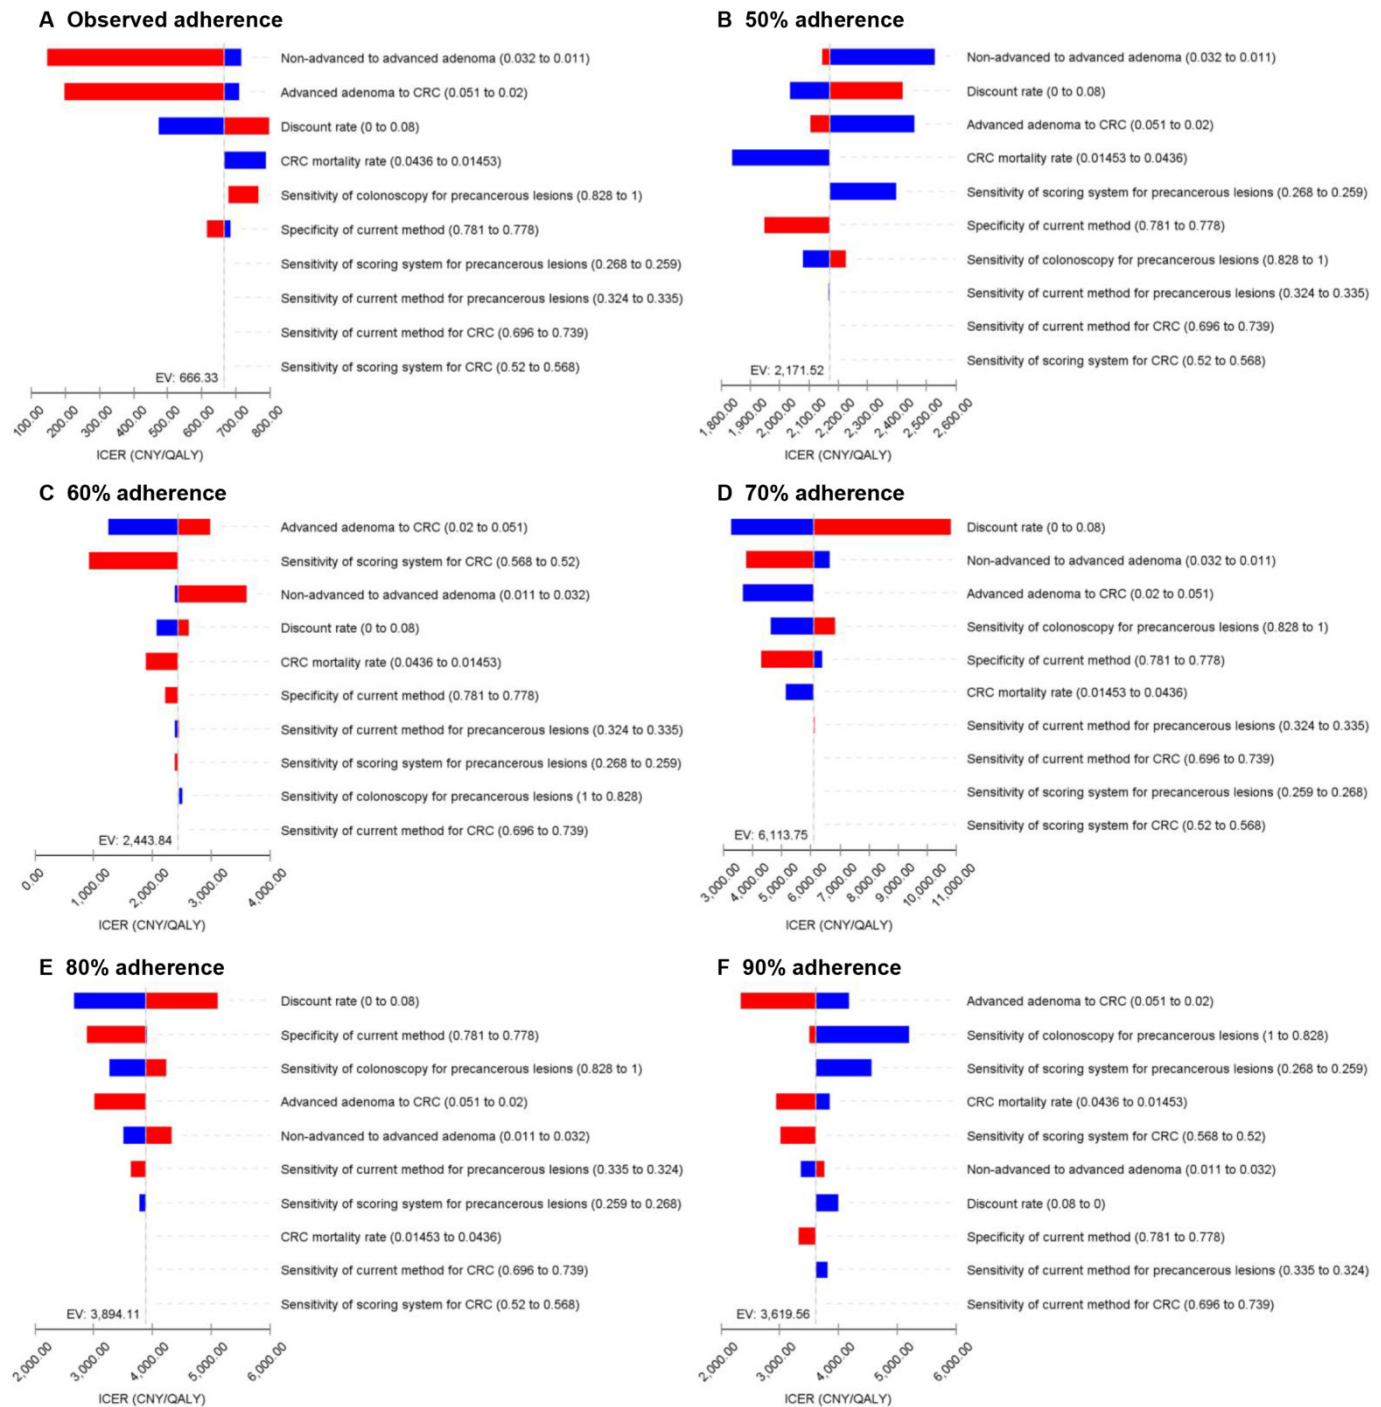 A Observed adherence
Non-advanced to advanced adenoma (0.032 to 0.011)
Advanced adenoma to CRC (0.051 to 0.02)
Discount rate (0 to 0.08)
CRC mortality rate (0.0436 to 0.01453)
Sensitivity of colonoscopy for precancerous lesions (0.828 to 1)
Specificity of current method (0.781 to 0.778)
Sensitivity of scoring system for precancerous lesions (0.268 to 0.259)
Sensitivity of current method for precancerous lesions (0.324 to 0.335)
Sensitivity of current method for CRC (0.696 to 0.739)
Sensitivity of scoring system for CRC (0.52 to 0.568)
EV: 666.33
100.00 200.00 300.00 400.00 500.00 600.00 700.00 800.00
ICER (CNY/QALY)
B 50% adherence
Non-advanced to advanced adenoma (0.032 to 0.011)
Discount rate (0 to 0.08)
Advanced adenoma to CRC (0.051 to 0.02)
CRC mortality rate (0.01453 to 0.0436)
Sensitivity of scoring system for precancerous lesions (0.268 to 0.259)
Specificity of current method (0.781 to 0.778)
Sensitivity of colonoscopy for precancerous lesions (0.828 to 1)
Sensitivity of current method for precancerous lesions (0.324 to 0.335)
Sensitivity of current method for CRC (0.696 to 0.739)
Sensitivity of scoring system for CRC (0.52 to 0.568)
EV: 2,171.52
1,800.00 1,900.00 2,000.00 2,100.00 2,200.00 2,300.00 2,400.00 2,500.00 2,600.00
ICER (CNY/QALY)
C 60% adherence
Advanced adenoma to CRC (0.02 to 0.051)
Sensitivity of scoring system for CRC (0.568 to 0.52)
Non-advanced to advanced adenoma (0.011 to 0.032)
Discount rate (0 to 0.08)
CRC mortality rate (0.0436 to 0.01453)
Specificity of current method (0.781 to 0.778)
Sensitivity of current method for precancerous lesions (0.324 to 0.335)
Sensitivity of scoring system for precancerous lesions (0.268 to 0.259)
Sensitivity of colonoscopy for precancerous lesions (1 to 0.828)
Sensitivity of current method for CRC (0.696 to 0.739)
EV: 2,443.84
0.00 1,000.00 2,000.00 3,000.00 4,000.00
ICER (CNY/QALY)
D 70% adherence
Discount rate (0 to 0.08)
Non-advanced to advanced adenoma (0.032 to 0.011)
Advanced adenoma to CRC (0.02 to 0.051)
Sensitivity of colonoscopy for precancerous lesions (0.828 to 1)
Specificity of current method (0.781 to 0.778)
CRC mortality rate (0.01453 to 0.0436)
Sensitivity of current method for precancerous lesions (0.324 to 0.335)
Sensitivity of current method for CRC (0.696 to 0.739)
Sensitivity of scoring system for precancerous lesions (0.259 to 0.268)
Sensitivity of scoring system for CRC (0.52 to 0.568)
EV: 6,113.75
3,000.00 4,000.00 5,000.00 6,000.00 7,000.00 8,000.00 9,000.00 10,000.00 11,000.00
ICER (CNY/QALY)
E 80% adherence
Discount rate (0 to 0.08)
Specificity of current method (0.781 to 0.778)
Sensitivity of colonoscopy for precancerous lesions (0.828 to 1)
Advanced adenoma to CRC (0.051 to 0.02)
Non-advanced to advanced adenoma (0.011 to 0.032)
Sensitivity of current method for precancerous lesions (0.335 to 0.324)
Sensitivity of scoring system for precancerous lesions (0.259 to 0.268)
CRC mortality rate (0.01453 to 0.0436)
Sensitivity of current method for CRC (0.696 to 0.739)
Sensitivity of scoring system for CRC (0.52 to 0.568)
EV: 3,894.11
2,000.00 3,000.00 4,000.00 5,000.00 6,000.00
ICER (CNY/QALY)
F 90% adherence
Advanced adenoma to CRC (0.051 to 0.02)
Sensitivity of colonoscopy for precancerous lesions (1 to 0.828)
Sensitivity of scoring system for precancerous lesions (0.268 to 0.259)
CRC mortality rate (0.0436 to 0.01453)
Sensitivity of scoring system for CRC (0.568 to 0.52)
Non-advanced to advanced adenoma (0.011 to 0.032)
Discount rate (0.08 to 0)
Specificity of current method (0.781 to 0.778)
Sensitivity of current method for precancerous lesions (0.335 to 0.324)
Sensitivity of current method for CRC (0.696 to 0.739)
EV: 3,619.56
2,000.00 3,000.00 4,000.00 5,000.00 6,000.00
ICER (CNY/QALY)